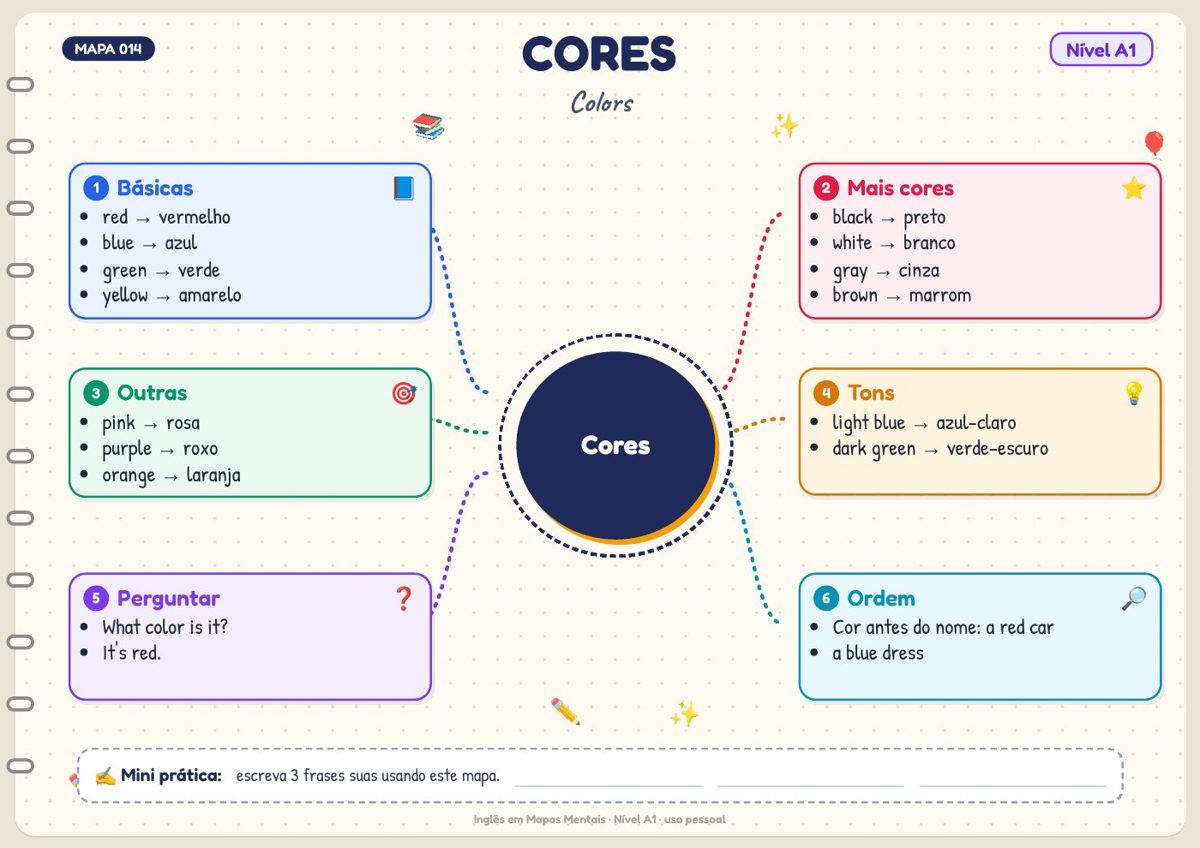 MAPA 014
CORES
Nível A1
Colors
1 Básicas
• red → vermelho
• blue → azul
• green → verde
• yellow → amarelo
2 Mais cores
• black → preto
• white → branco
• gray → cinza
• brown → marrom
3 Outras
• pink → rosa
• purple → roxo
• orange → laranja
Cores
4 Tons
• light blue → azul-claro
• dark green → verde-escuro
5 Perguntar
• What color is it?
• It's red.
6 Ordem
• Cor antes do nome: a red car
• a blue dress
Mini prática: escreva 3 frases suas usando este mapa.
Inglês em Mapas Mentais · Nível A1 · uso pessoal